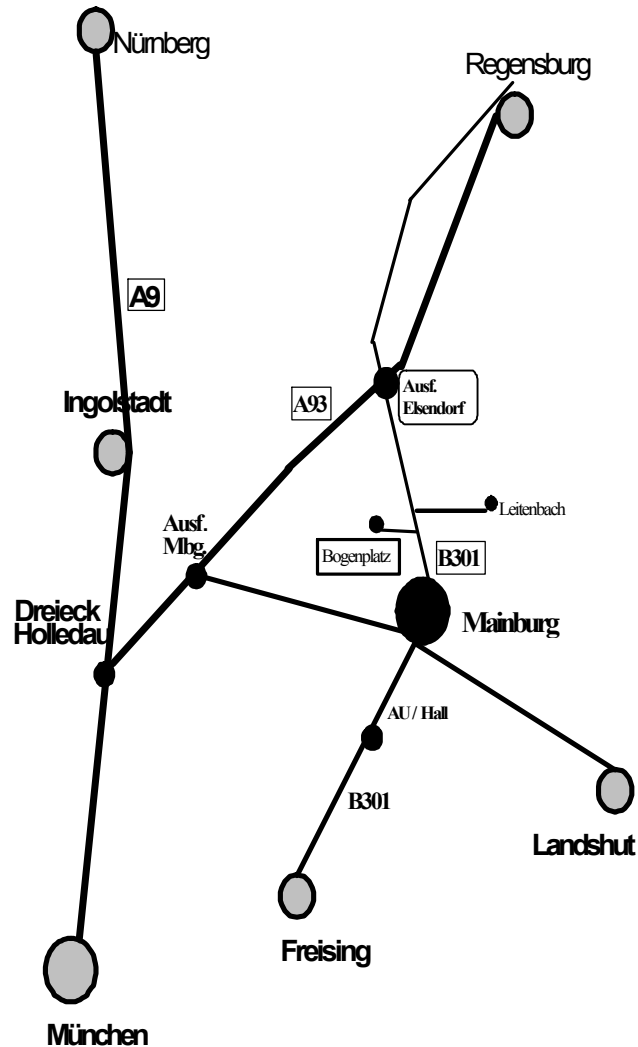 Nürnberg
Regensburg
A9
Ausf.
Elsendorf
Ingolstadt
A93
Ausf.
Mbg.
Leitenbach
Bogenplatz
B301
Dreieck
Holledau
Mainburg
AU / Hall
B301
Landshut
Freising
München